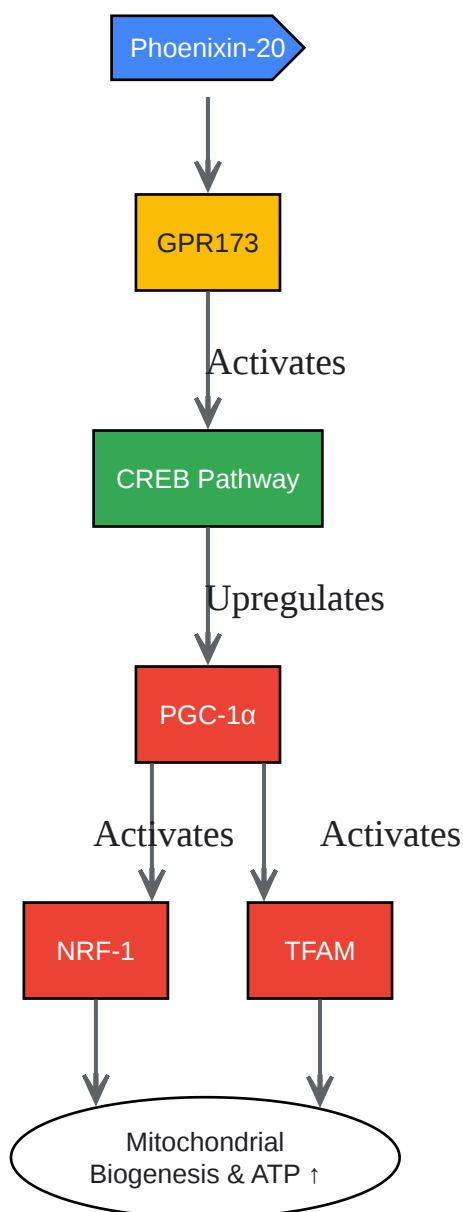 Phoenixin-20
GPR173
Activates
CREB Pathway
Upregulates
PGC-1α
Activates
Activates
NRF-1
TFAM
Mitochondrial
Biogenesis & ATP ↑